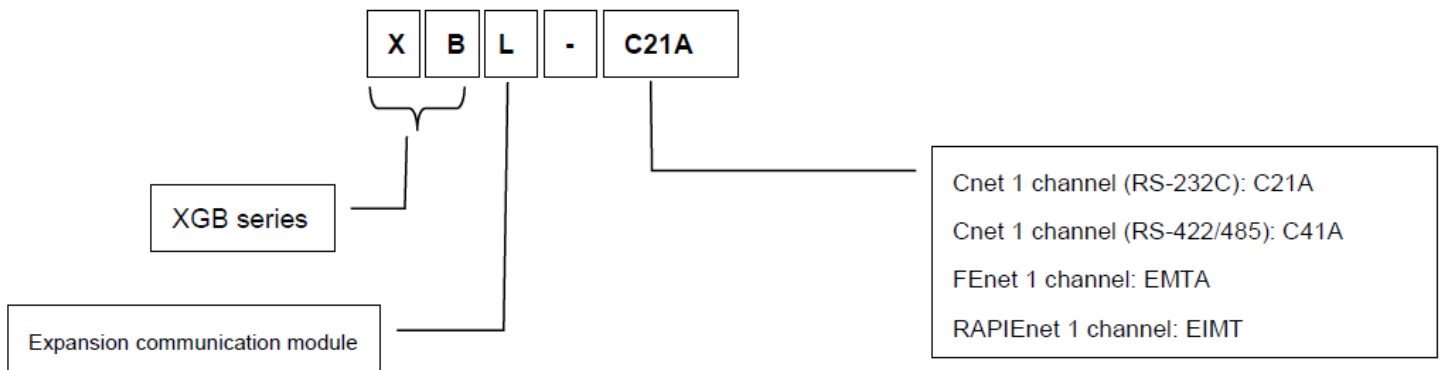 X B L - C21A
Cnet 1 channel (RS-232C): C21A
XGB series
Cnet 1 channel (RS-422/485): C41A
FEnet 1 channel: EMTA
RAPIEnet 1 channel: EIMT
Expansion communication module